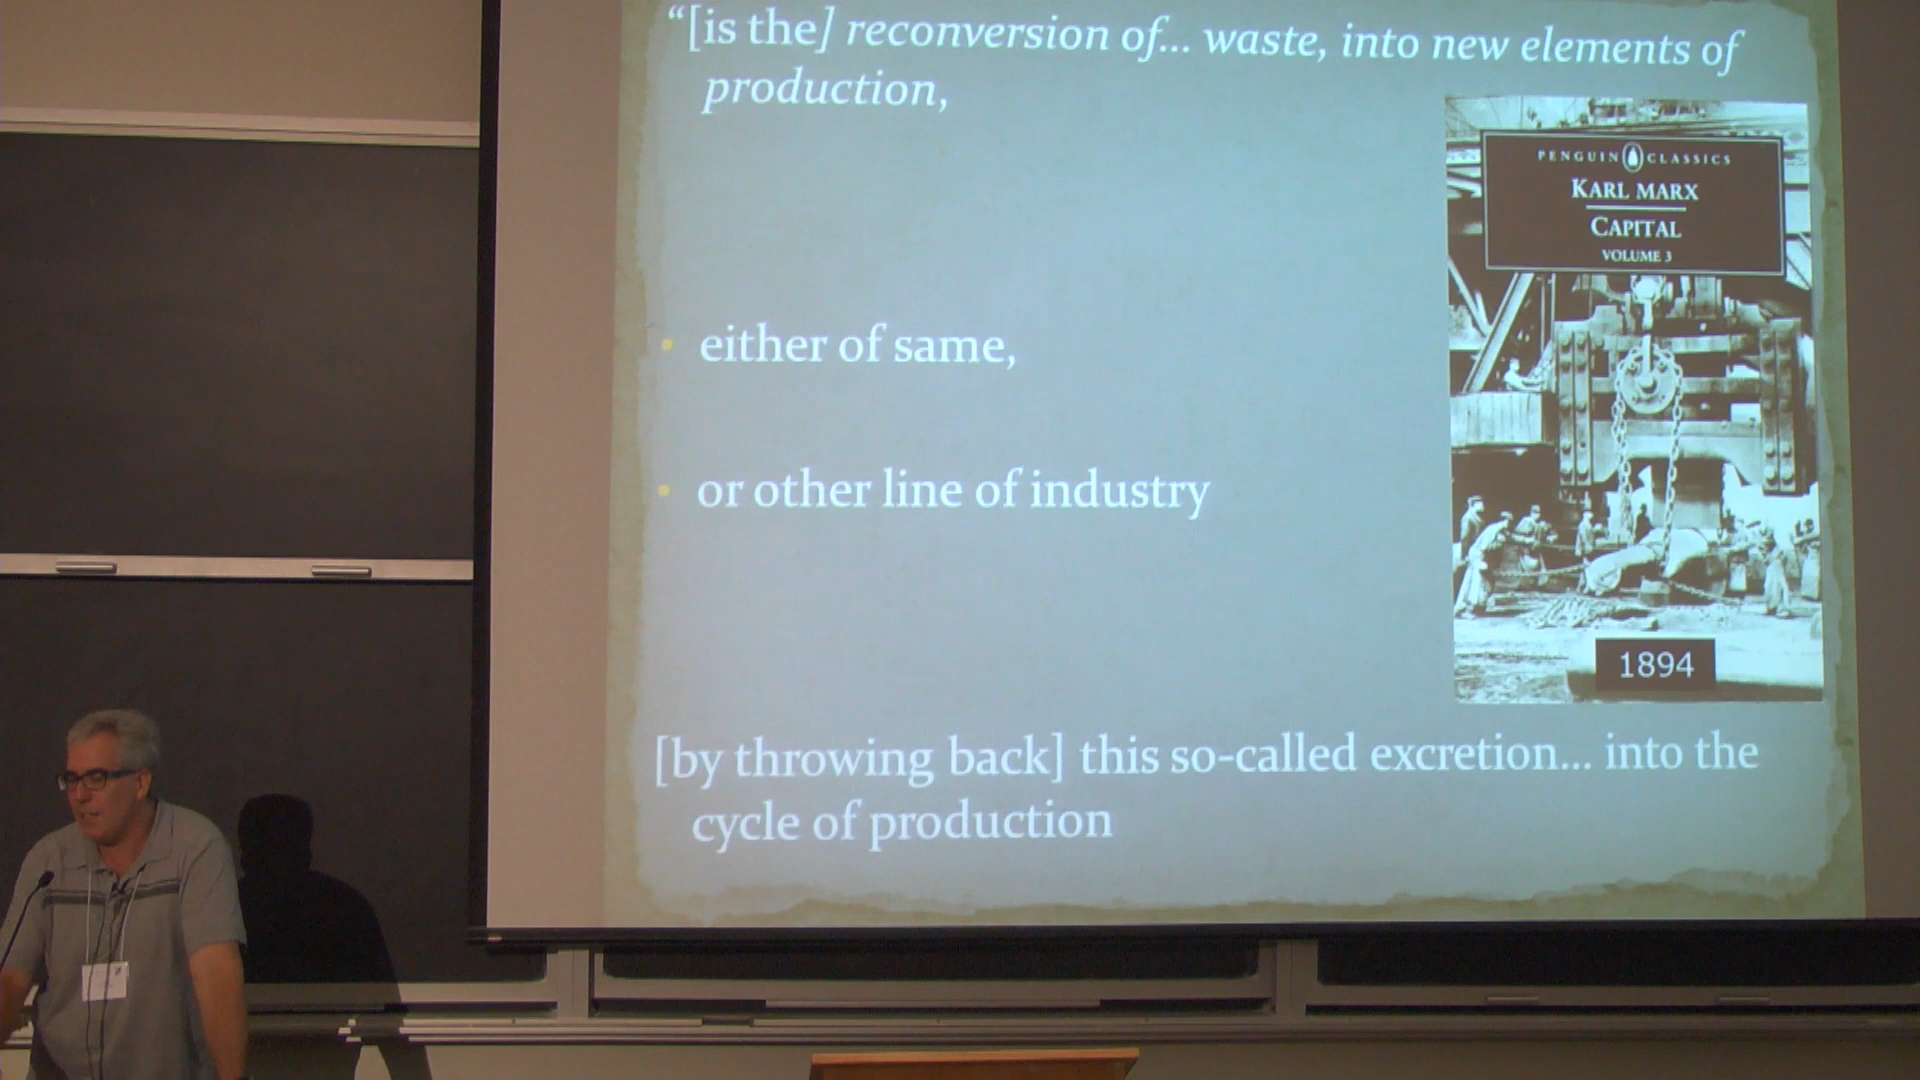 “[is the] reconversion of... waste, into new elements of
production,
PENGUIN CLASSICS
KARL MARX
CAPITAL
VOLUME 3
• either of same,
• or other line of industry
1894
[by throwing back] this so-called excretion... into the
cycle of production